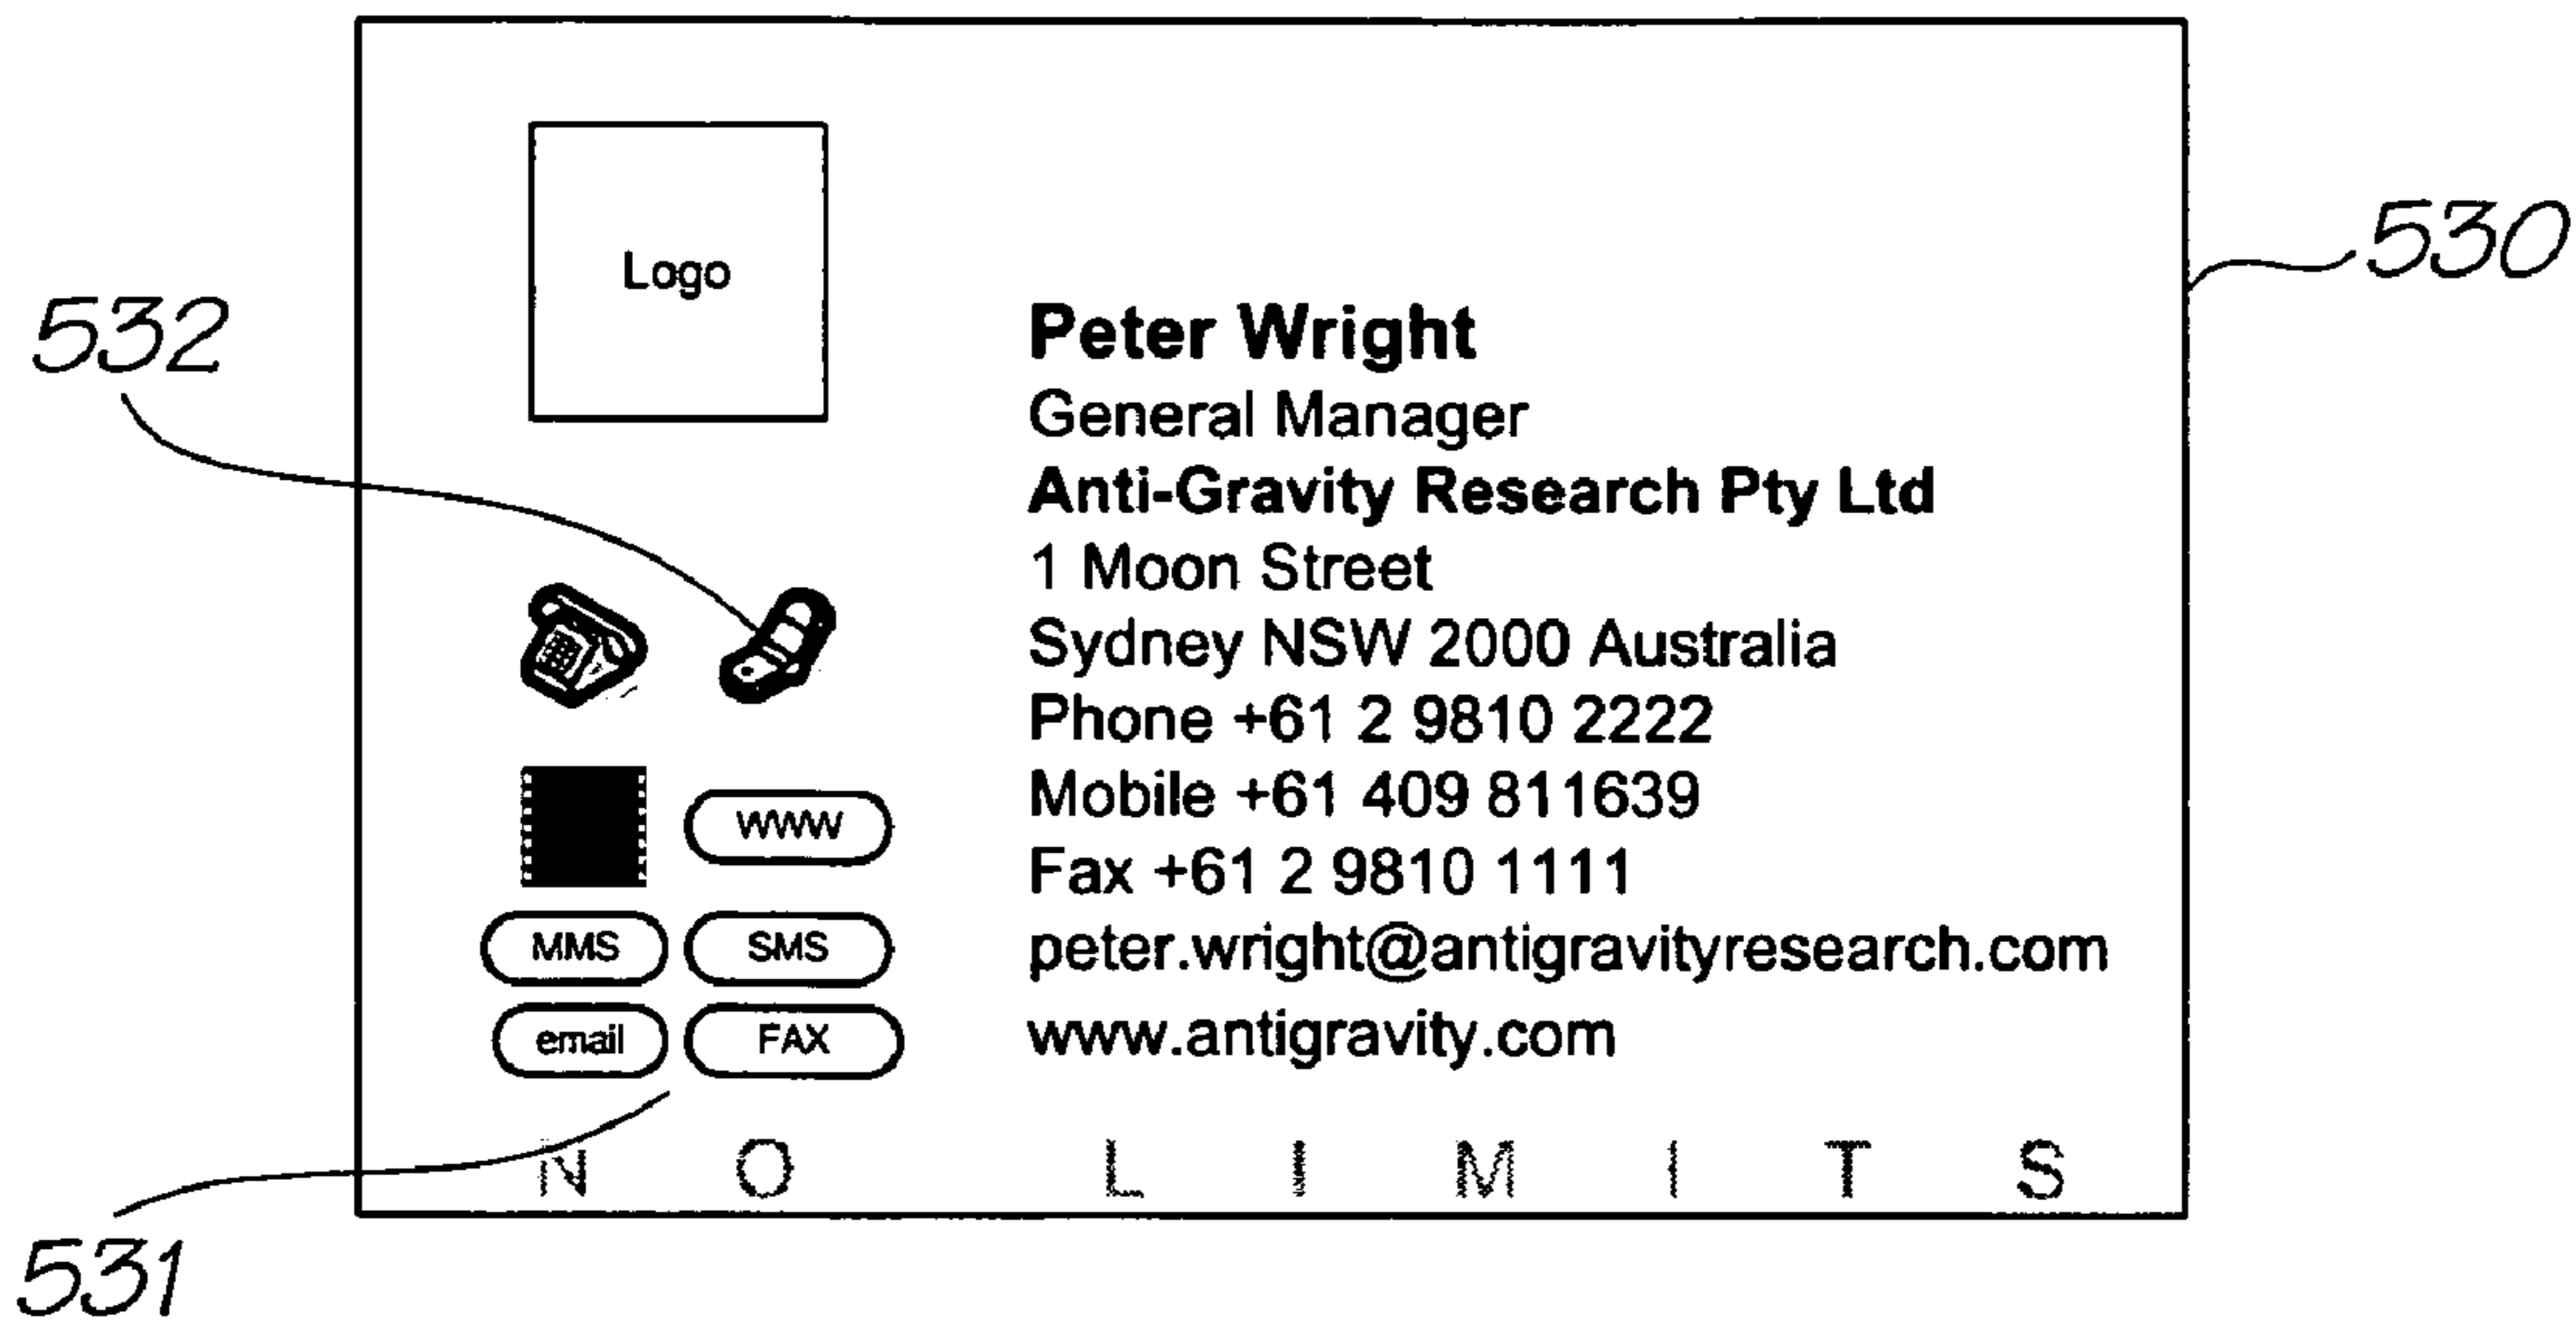 530
Logo
532
Peter Wright
General Manager
Anti-Gravity Research Pty Ltd
1 Moon Street
Sydney NSW 2000 Australia
Phone +61 2 9810 2222
Mobile +61 409 811639
Fax +61 2 9810 1111
peter.wright@antigravityresearch.com
www.antigravity.com
WWW
MMS SMS
email FAX
N O L I M I T S
531